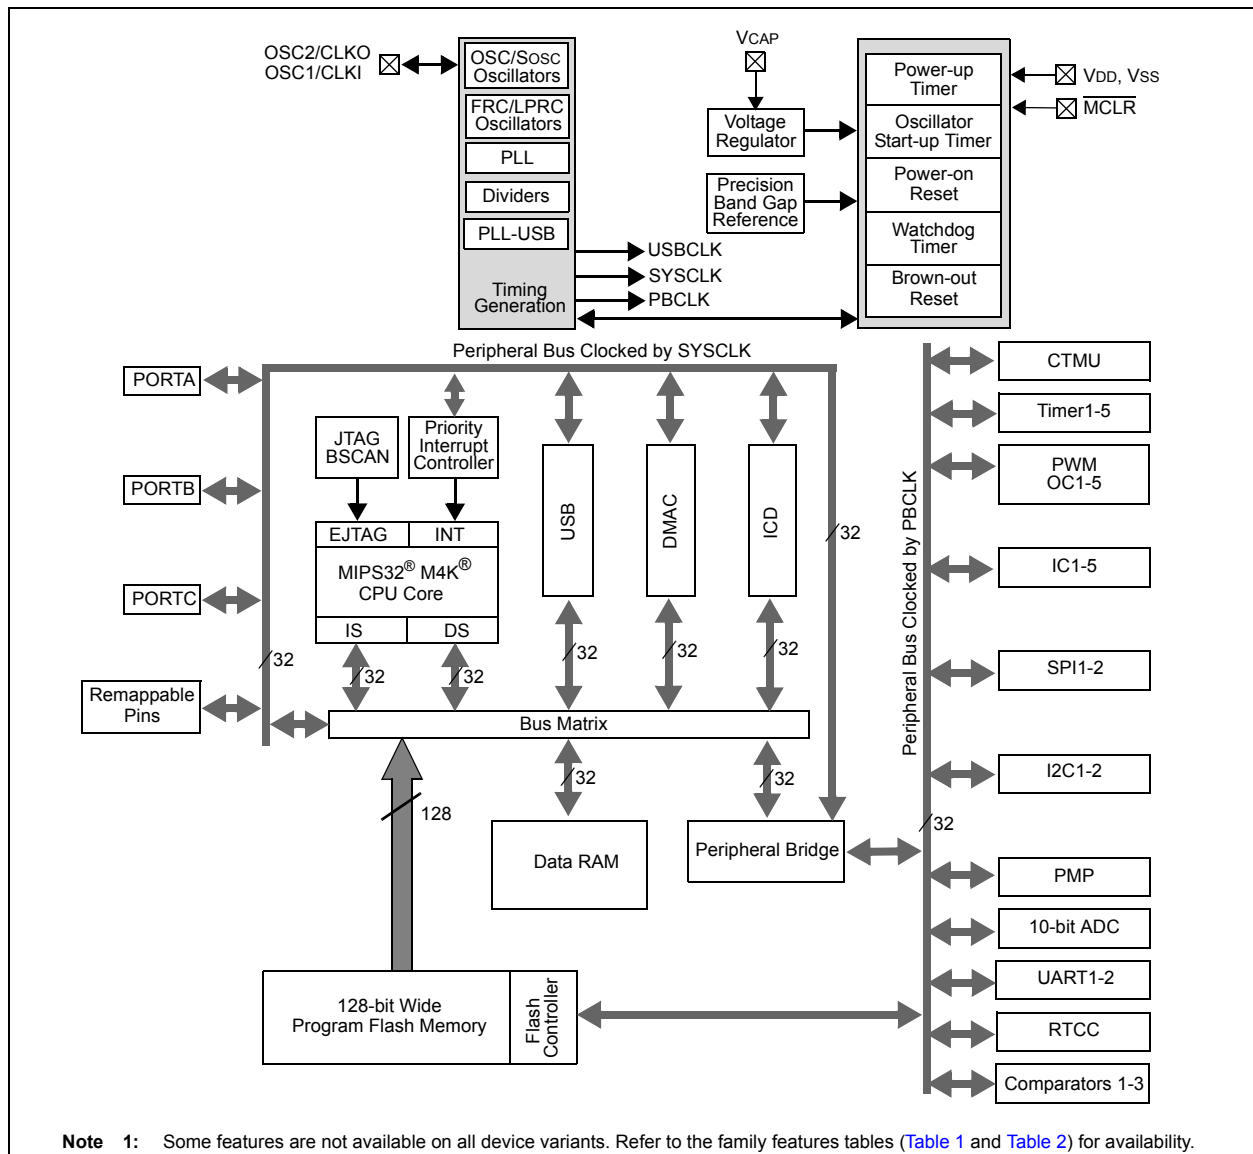 OSC2/CLKO
OSC1/CLKI
OSC/SOSC
Oscillators
FRC/LPRC
Oscillators
PLL
Dividers
PLL-USB
Timing
Generation
USBCLK
SYSCLK
PBCLK
VCAP
Voltage
Regulator
Precision
Band Gap
Reference
Power-up
Timer
Oscillator
Start-up Timer
Power-on
Reset
Watchdog
Timer
Brown-out
Reset
VDD, VSS
MCLR
Peripheral Bus Clocked by SYSCLK
PORTA
PORTB
PORTC
Remappable
Pins
32
JTAG
BSCAN
Priority
Interrupt
Controller
EJTAG
INT
MIPS32® M4K®
CPU Core
IS
DS
32
32
USB
DMAC
ICD
32
32
32
32
Bus Matrix
128
32
32
Data RAM
Peripheral Bridge
128-bit Wide
Program Flash Memory
Flash
Controller
Peripheral Bus Clocked by PBCLK
32
CTMU
Timer1-5
PWM
OC1-5
IC1-5
SPI1-2
I2C1-2
PMP
10-bit ADC
UART1-2
RTCC
Comparators 1-3
Note 1: Some features are not available on all device variants. Refer to the family features tables (Table 1 and Table 2) for availability.